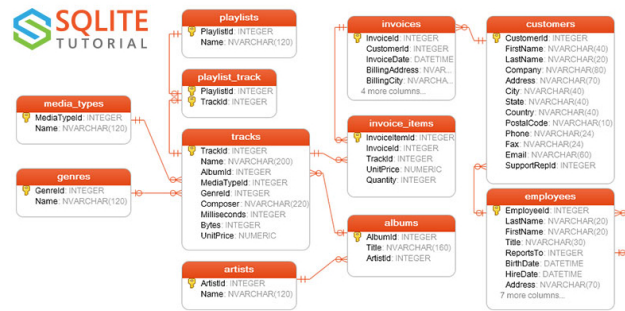 SQLITE
TUTORIAL
playlists
PlaylistId: INTEGER
Name: NVARCHAR(120)
playlist_track
PlaylistId: INTEGER
TrackId: INTEGER
media_types
MediaTypeId: INTEGER
Name: NVARCHAR(120)
genres
GenreId: INTEGER
Name: NVARCHAR(120)
tracks
TrackId: INTEGER
Name: NVARCHAR(200)
AlbumId: INTEGER
MediaTypeId: INTEGER
GenreId: INTEGER
Composer: NVARCHAR(220)
Milliseconds: INTEGER
Bytes: INTEGER
UnitPrice: NUMERIC
artists
ArtistId: INTEGER
Name: NVARCHAR(120)
invoices
InvoiceId: INTEGER
CustomerId: INTEGER
InvoiceDate: DATETIME
BillingAddress: NVAR...
BillingCity: NVARCHA...
4 more columns...
invoice_items
InvoiceItemId: INTEGER
InvoiceId: INTEGER
TrackId: INTEGER
UnitPrice: NUMERIC
Quantity: INTEGER
albums
AlbumId: INTEGER
Title: NVARCHAR(160)
ArtistId: INTEGER
customers
CustomerId: INTEGER
FirstName: NVARCHAR(40)
LastName: NVARCHAR(20)
Company: NVARCHAR(80)
Address: NVARCHAR(70)
City: NVARCHAR(40)
State: NVARCHAR(40)
Country: NVARCHAR(40)
PostalCode: NVARCHAR(10)
Phone: NVARCHAR(24)
Fax: NVARCHAR(24)
Email: NVARCHAR(60)
SupportRepId: INTEGER
employees
EmployeeId: INTEGER
LastName: NVARCHAR(20)
FirstName: NVARCHAR(20)
Title: NVARCHAR(30)
ReportsTo: INTEGER
BirthDate: DATETIME
HireDate: DATETIME
Address: NVARCHAR(70)
7 more columns...